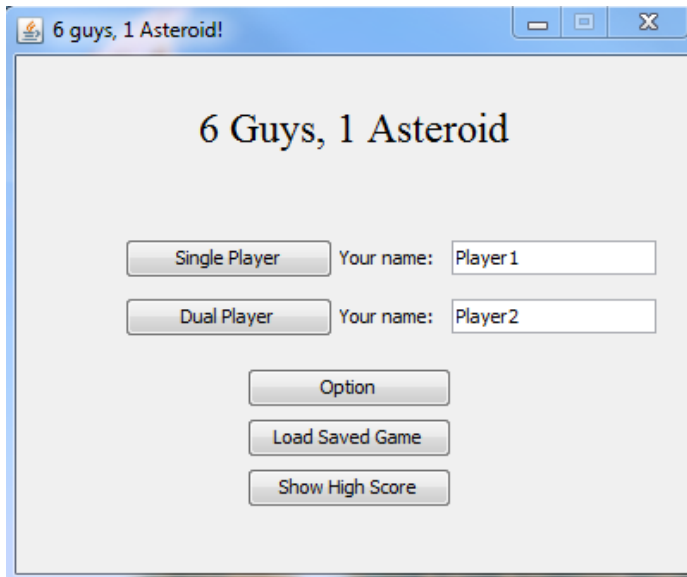 6 guys, 1 Asteroid!
6 Guys, 1 Asteroid
Single Player Your name: Player1
Dual Player Your name: Player2
Option
Load Saved Game
Show High Score